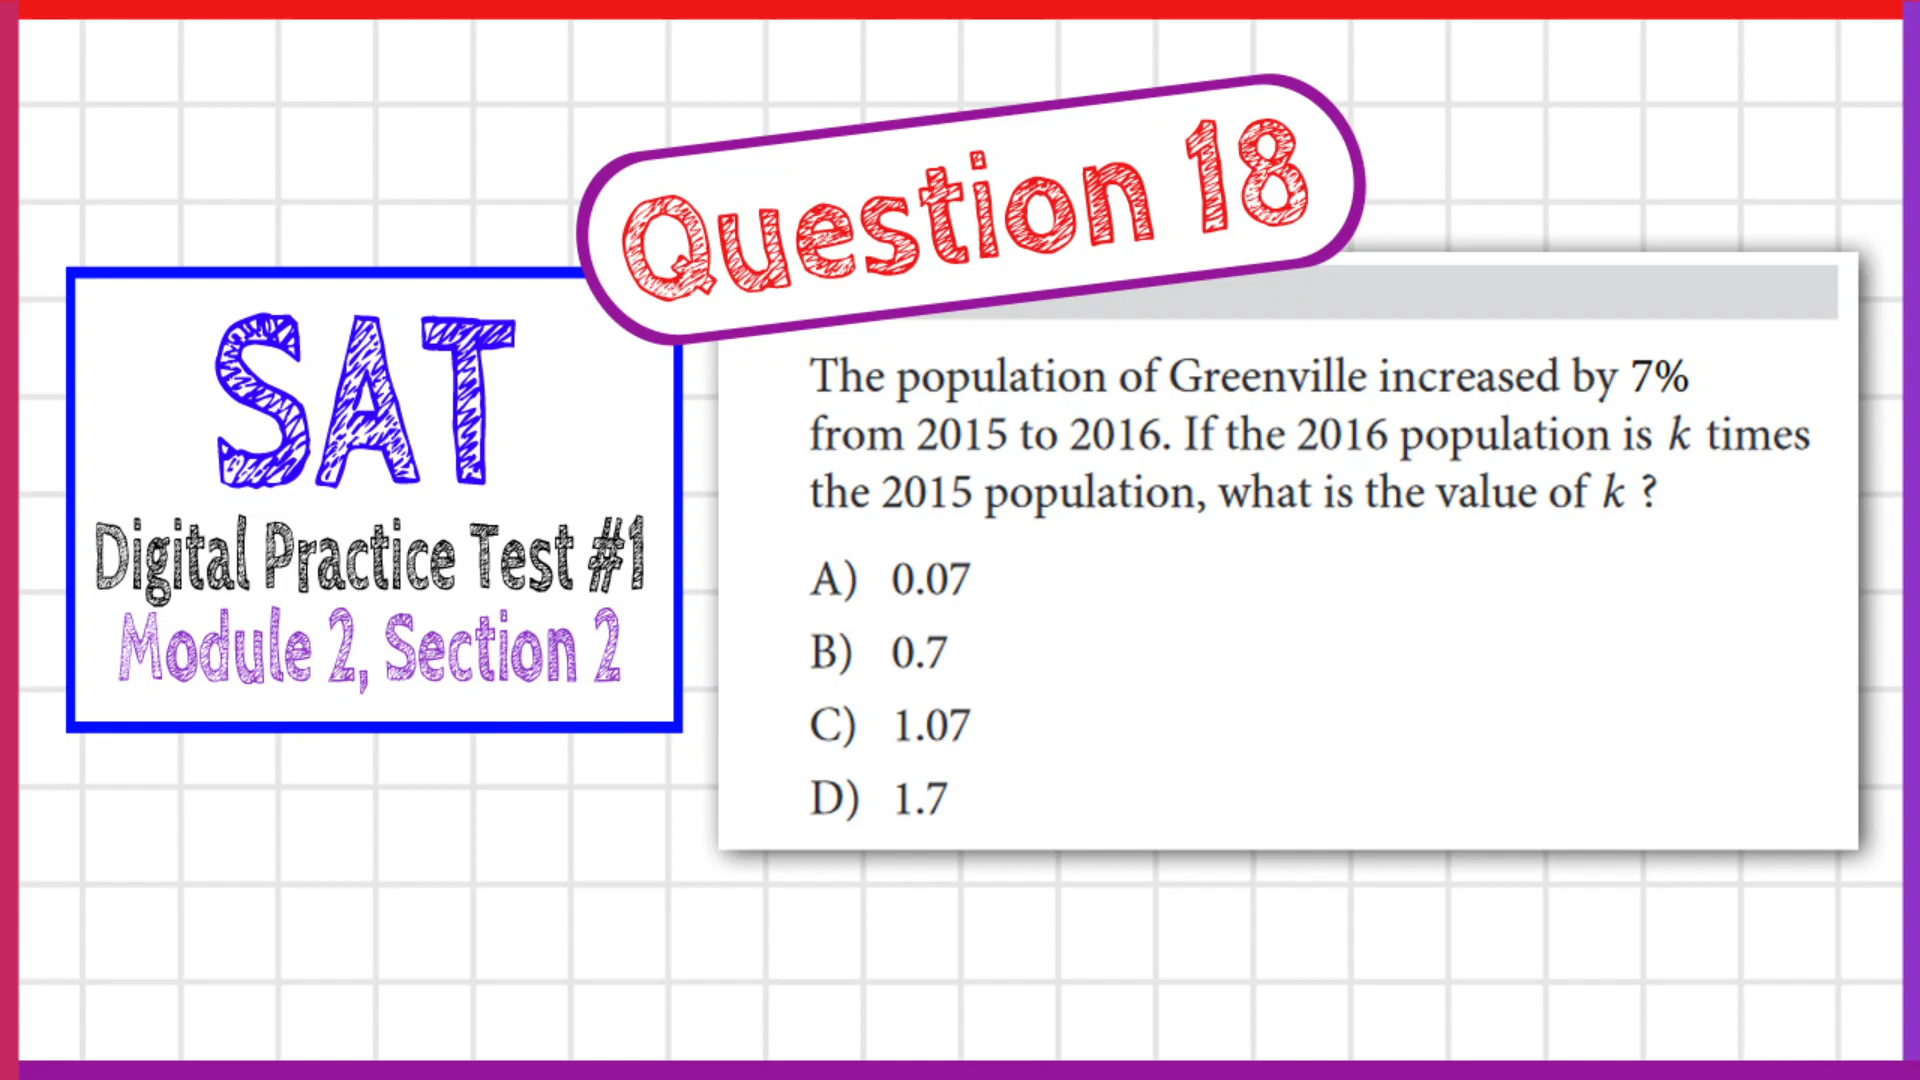 Question 18
SAT
Digital Practice Test #1
Module 2, Section 2
The population of Greenville increased by 7%
from 2015 to 2016. If the 2016 population is k times
the 2015 population, what is the value of k ?
A) 0.07
B) 0.7
C) 1.07
D) 1.7